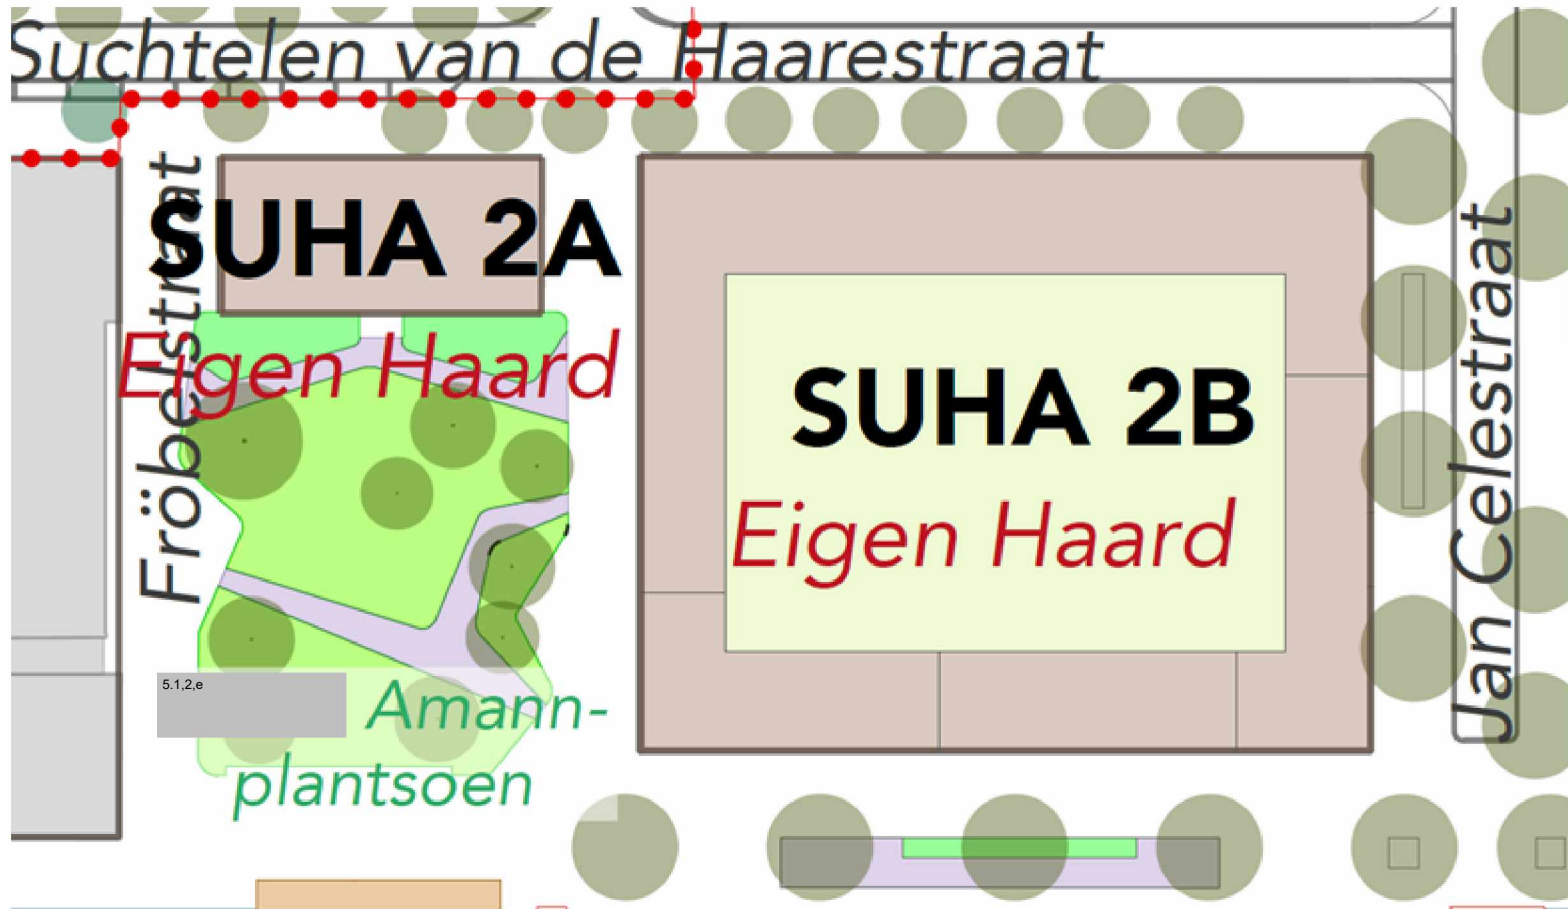 Suchtelen van de Haarestraat
Fröbelstraat
SUHA 2A
Eigen Haard
SUHA 2B
Eigen Haard
Jan Celestraat
5.1,2,e
Amann-
plantsoen